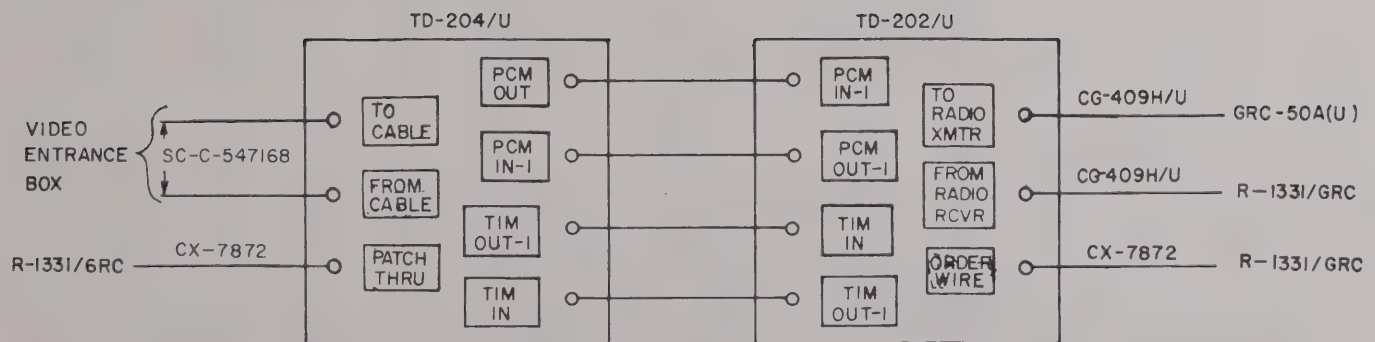 TD-204/U
TD-202/U
VIDEO
ENTRANCE
BOX
SC-C-547168
R-1331/6RC
CX-7872
TO
CABLE
FROM.
CABLE
PATCH
THRU
PCM
OUT
PCM
IN-1
TIM
OUT-1
TIM
IN
PCM
IN-1
PCM
OUT-1
TIM
IN
TIM
OUT-1
TO
RADIO
XMTR
FROM
RADIO
RCVR
ORDER
WIRE
CG-409H/U
GRC-50A(U)
CG-409H/U
R-1331/GRC
CX-7872
R-1331/GRC